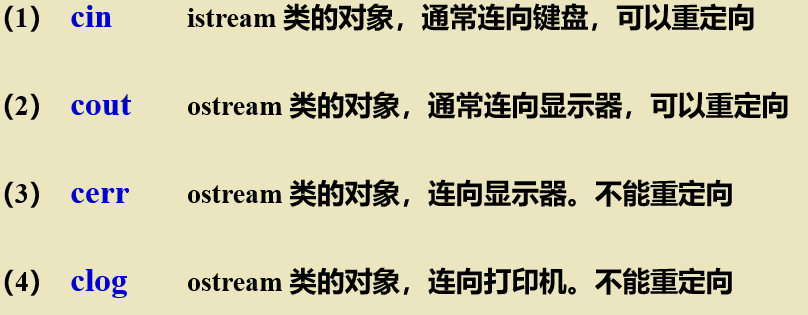 (1) cin istream 类的对象，通常连向键盘，可以重定向
(2) cout ostream 类的对象，通常连向显示器，可以重定向
(3) cerr ostream 类的对象，连向显示器。不能重定向
(4) clog ostream 类的对象，连向打印机。不能重定向